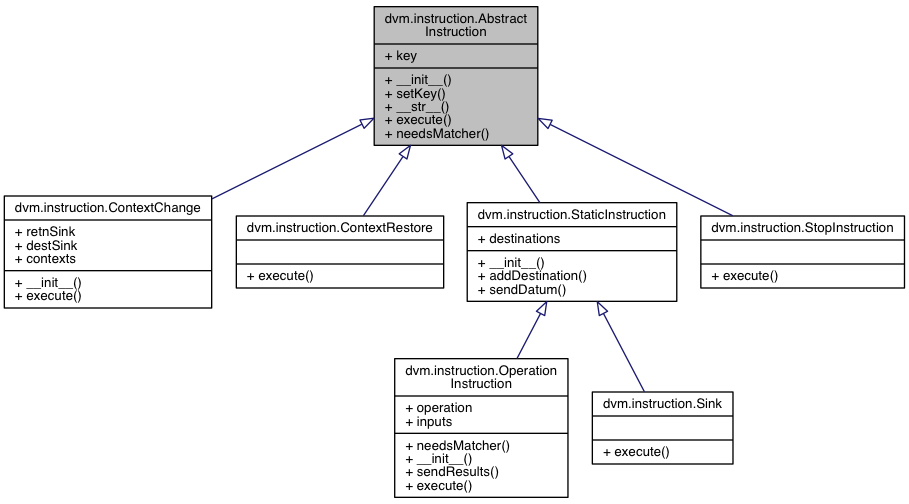 dvm.instruction.Abstract
Instruction
+ key
+ __init__()
+ setKey()
+ __str__()
+ execute()
+ needsMatcher()
dvm.instruction.ContextChange
+ retnSink
+ destSink
+ contexts
+ __init__()
+ execute()
dvm.instruction.ContextRestore
+ execute()
dvm.instruction.StaticInstruction
+ destinations
+ __init__()
+ addDestination()
+ sendDatum()
dvm.instruction.StopInstruction
+ execute()
dvm.instruction.Operation
Instruction
+ operation
+ inputs
+ needsMatcher()
+ __init__()
+ sendResults()
+ execute()
dvm.instruction.Sink
+ execute()